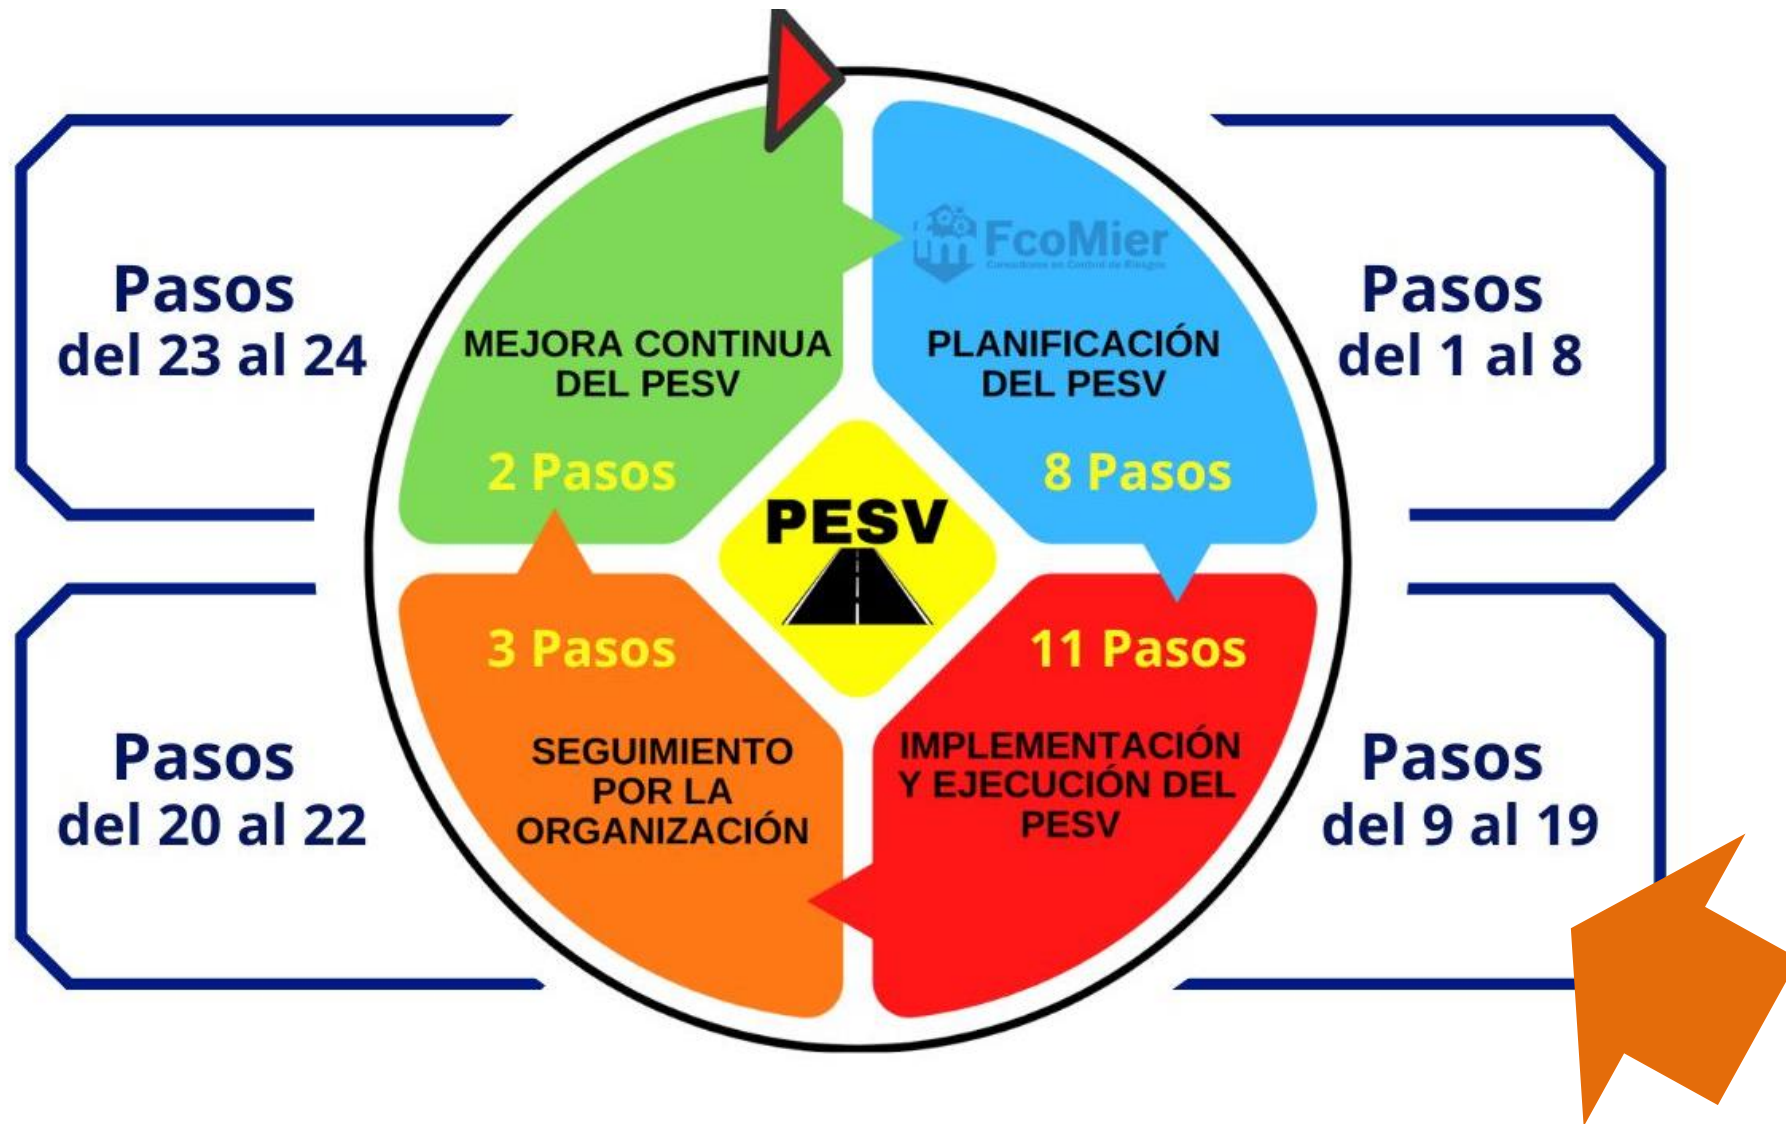 Pasos
del 23 al 24
MEJORA CONTINUA
DEL PESV
2 Pasos
FcoMier
PLANIFICACIÓN
DEL PESV
8 Pasos
Pasos
del 1 al 8
PESV
Pasos
del 20 al 22
3 Pasos
SEGUIMIENTO
POR LA
ORGANIZACIÓN
11 Pasos
IMPLEMENTACIÓN
Y EJECUCIÓN DEL
PESV
Pasos
del 9 al 19